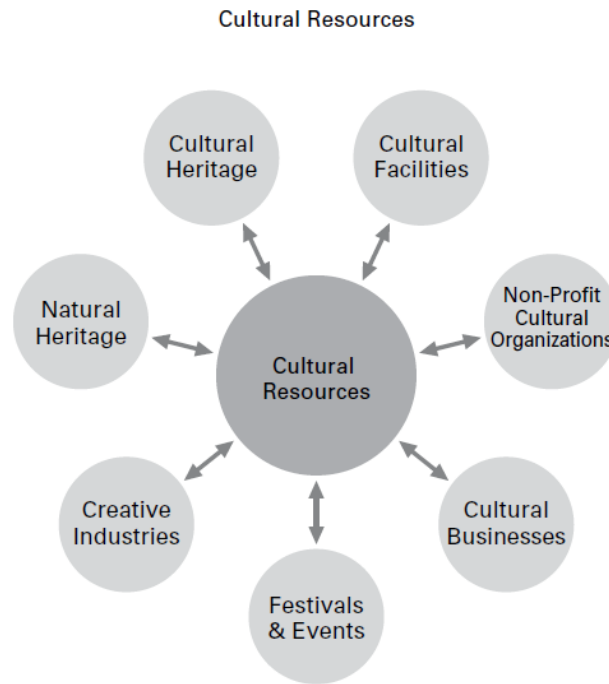 Cultural Resources
Cultural
Heritage
Cultural
Facilities
Natural
Heritage
Non-Profit
Cultural
Organizations
Cultural
Resources
Creative
Industries
Cultural
Businesses
Festivals
& Events